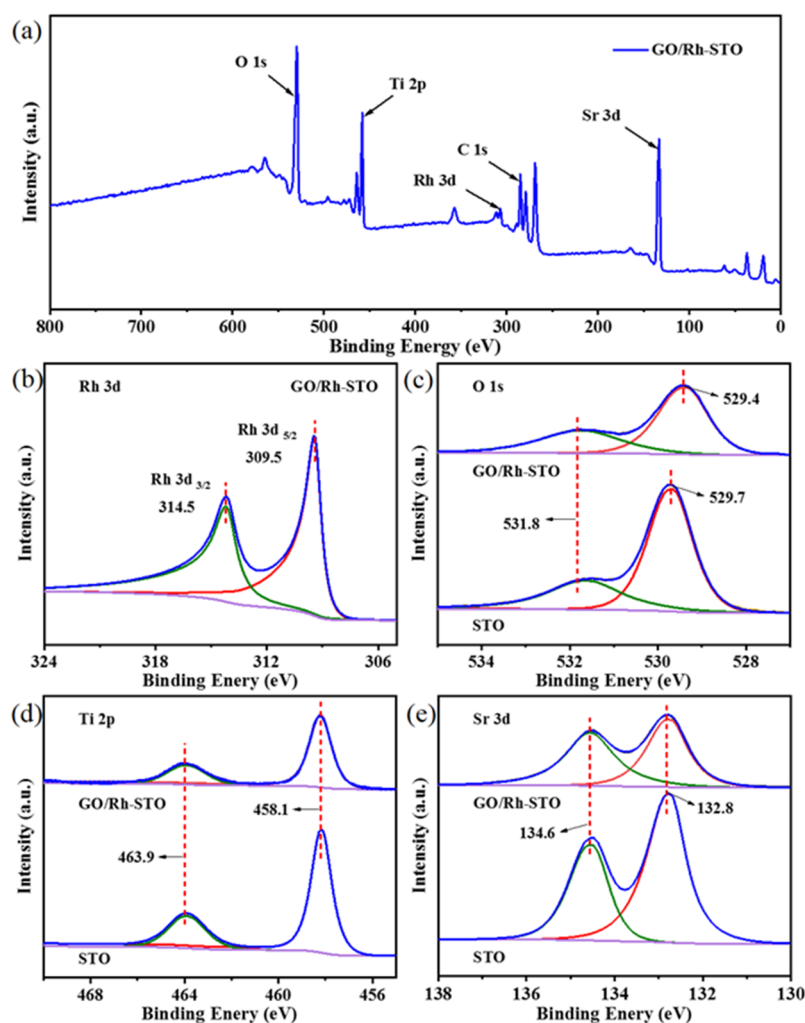 (a)
GO/Rh-STO
O 1s
Ti 2p
Sr 3d
C 1s
Rh 3d
Intensity (a.u.)
800 700 600 500 400 300 200 100 0
Binding Energy (eV)
(b)
Rh 3d
GO/Rh-STO
Rh 3d 5/2
309.5
Rh 3d 3/2
314.5
Intensity (a.u.)
324 318 312 306
Binding Enery (eV)
(c)
O 1s
529.4
GO/Rh-STO
529.7
531.8
STO
Intensity (a.u.)
534 532 530 528
Binding Enery (eV)
(d)
Ti 2p
GO/Rh-STO
458.1
463.9
STO
Intensity (a.u.)
468 464 460 458 455
Binding Enery (eV)
(e)
Sr 3d
GO/Rh-STO
132.8
134.6
STO
Intensity (a.u.)
138 136 134 132 130
Binding Enery (eV)